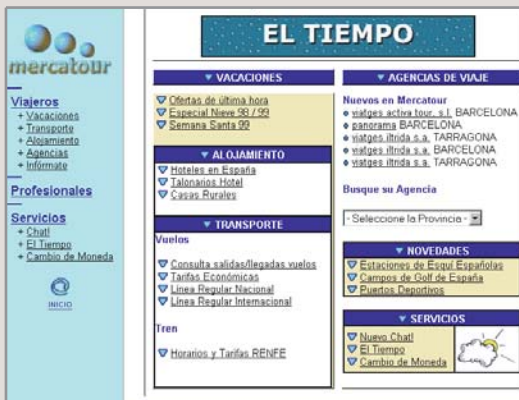 mercatour
Viajeros
+ Vacaciones
+ Transporte
+ Alojamiento
+ Agencias
+ Infórmate
Profesionales
Servicios
+ Chat!
+ El Tiempo
+ Cambio de Moneda
INICIO
EL TIEMPO
VACACIONES
Ofertas de última hora
Especial Nieve 98 / 99
Semana Santa 99
ALOJAMIENTO
Hoteles en España
Talonarios Hotel
Casas Rurales
TRANSPORTE
Vuelos
Consulta salidas/llegadas vuelos
Tarifas Económicas
Línea Regular Nacional
Línea Regular Internacional
Tren
Horarios y Tarifas RENFE
AGENCIAS DE VIAJE
Nuevos en Mercatour
viatges activa tour, s.l. BARCELONA
panorama BARCELONA
viatges iltrida s.a. TARRAGONA
viatges iltrida s.a. BARCELONA
viatges iltrida s.a. TARRAGONA
Busque su Agencia
- Seleccione la Provincia -
NOVEDADES
Estaciones de Esquí Españolas
Campos de Golf de España
Puertos Deportivos
SERVICIOS
Nuevo Chat!
El Tiempo
Cambio de Moneda